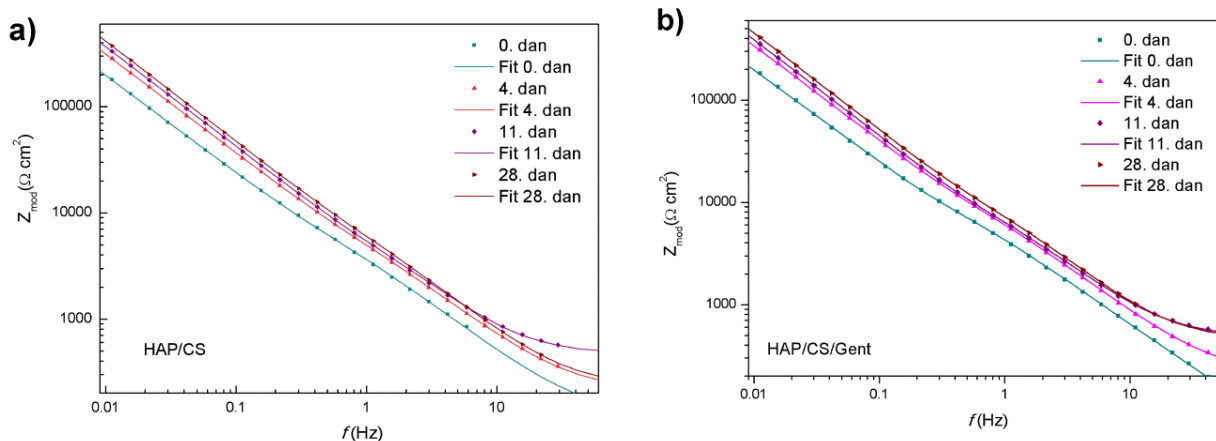 a)
Z_mod (Ω cm²)
100000
10000
1000
0. dan
Fit 0. dan
4. dan
Fit 4. dan
11. dan
Fit 11. dan
28. dan
Fit 28. dan
HAP/CS
0.01 0.1 1 10
f (Hz)
b)
Z_mod (Ω cm²)
100000
10000
1000
0. dan
Fit 0. dan
4. dan
Fit 4. dan
11. dan
Fit 11. dan
28. dan
Fit 28. dan
HAP/CS/Gent
0.01 0.1 1 10
f (Hz)